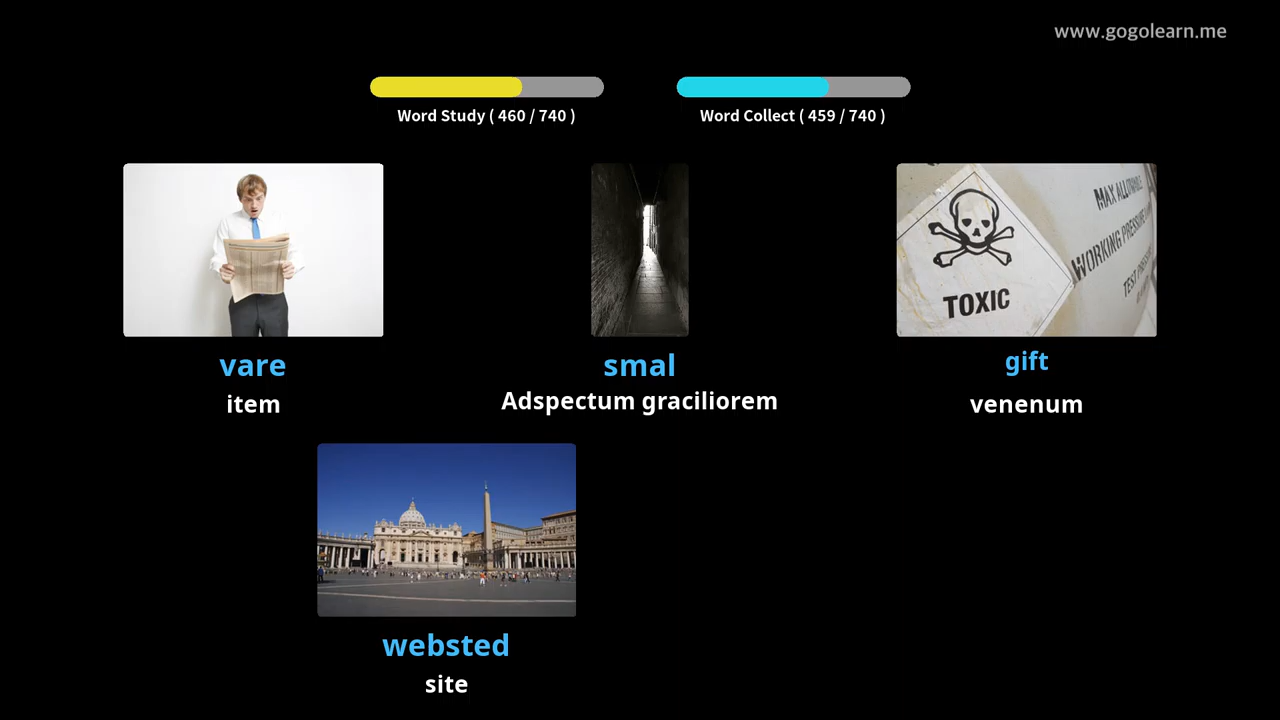 www.gogolearn.me
Word Study ( 460 / 740 )
Word Collect ( 459 / 740 )
TOXIC
MAX ALLOWABLE
WORKING PRESSURE
TEST
vare
item
smal
Adspectum graciliorem
gift
venenum
websted
site